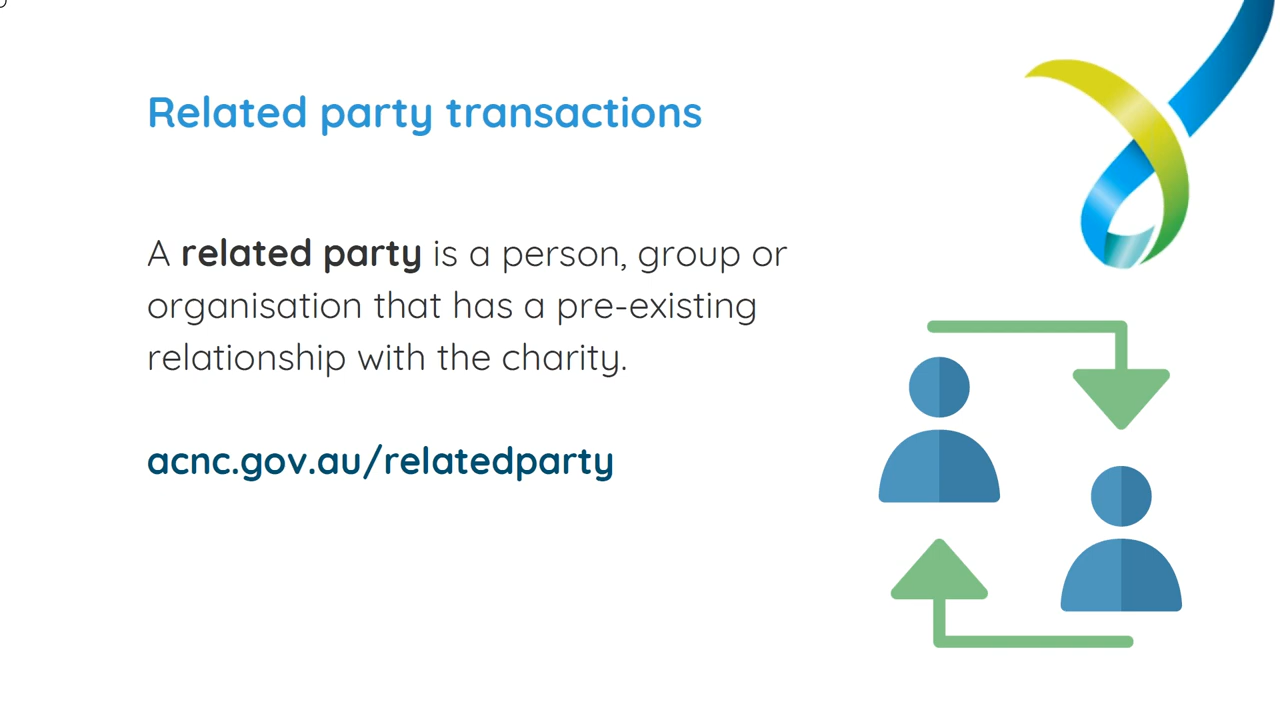 Related party transactions
A related party is a person, group or
organisation that has a pre-existing
relationship with the charity.
acnc.gov.au/relatedparty